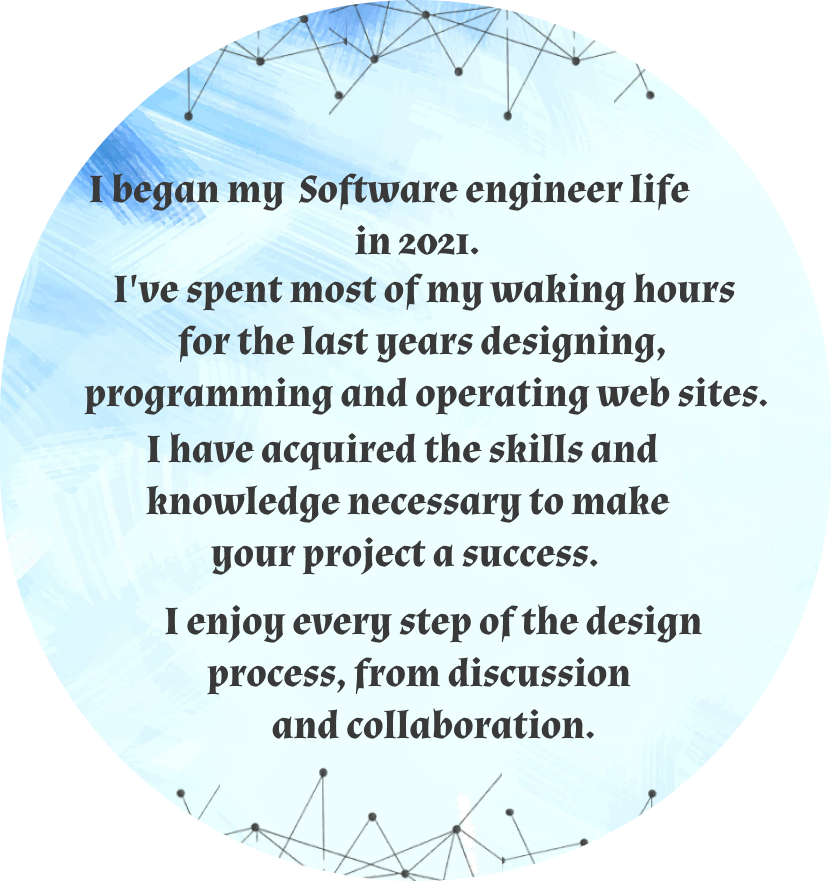 I began my Software engineer life
in 2021.
I've spent most of my waking hours
for the last years designing,
programming and operating web sites.
I have acquired the skills and
knowledge necessary to make
your project a success.
I enjoy every step of the design
process, from discussion
and collaboration.